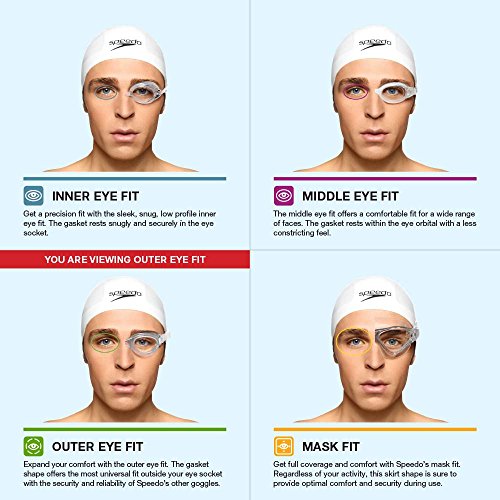 speedo
speedo
INNER EYE FIT
MIDDLE EYE FIT
Get a precision fit with the sleek, snug, low profile inner
eye fit. The gasket rests snugly and securely in the eye
socket.
The middle eye fit offers a comfortable fit for a wide range
of faces. The gasket rests within the eye orbital with a less
constricting feel.
YOU ARE VIEWING OUTER EYE FIT
speedo
speedo
OUTER EYE FIT
MASK FIT
Expand your comfort with the outer eye fit. The gasket
shape offers the most universal fit outside your eye socket
with the security and reliability of Speedo's other goggles.
Get full coverage and comfort with Speedo's mask fit.
Regardless of your activity, this skirt shape is sure to
provide optimal comfort and security during use.